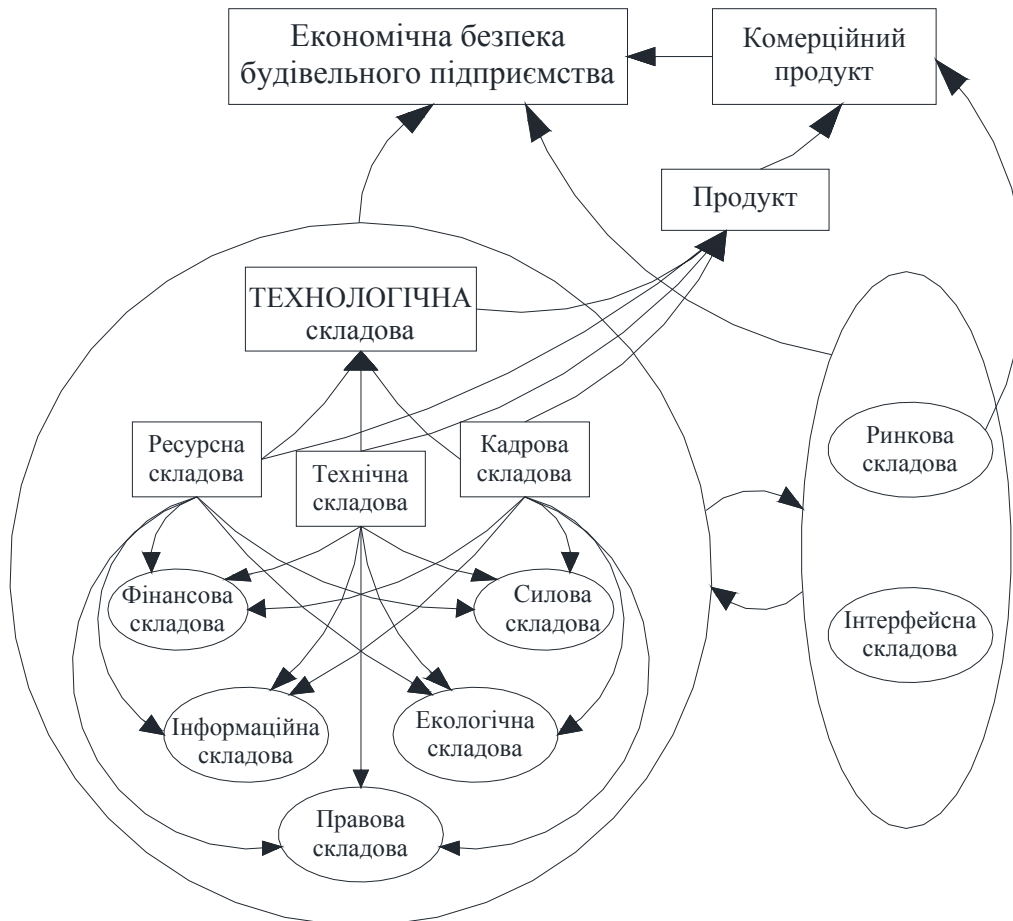 Економічна безпека
будівельного підприємства
Комерційний
продукт
Продукт
ТЕХНОЛОГІЧНА
складова
Ресурсна
складова
Технічна
складова
Кадрова
складова
Ринкова
складова
Фінансова
складова
Силова
складова
Інтерфейсна
складова
Інформаційна
складова
Екологічна
складова
Правова
складова